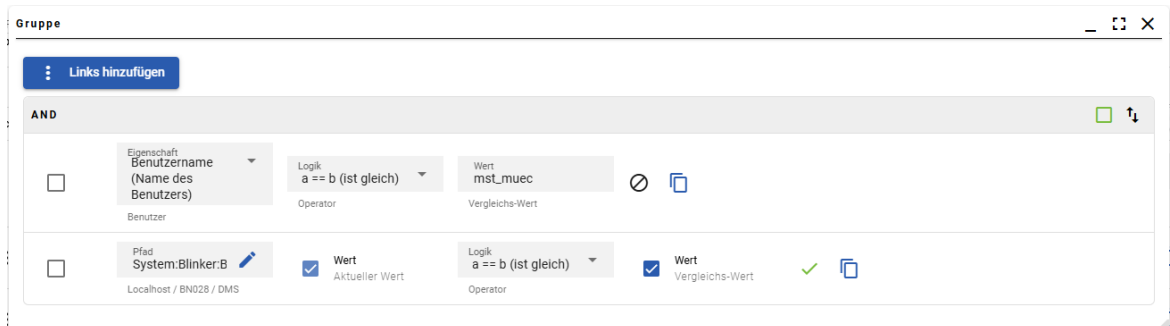 Gruppe
Links hinzufügen
AND
Eigenschaft
Benutzername
(Name des
Benutzers)
Benutzer
Logik
a == b (ist gleich)
Operator
Wert
mst_muec
Vergleichs-Wert
Pfad
System:Blinker:B
Localhost / BN028 / DMS
Wert
Aktueller Wert
Logik
a == b (ist gleich)
Operator
Wert
Vergleichs-Wert